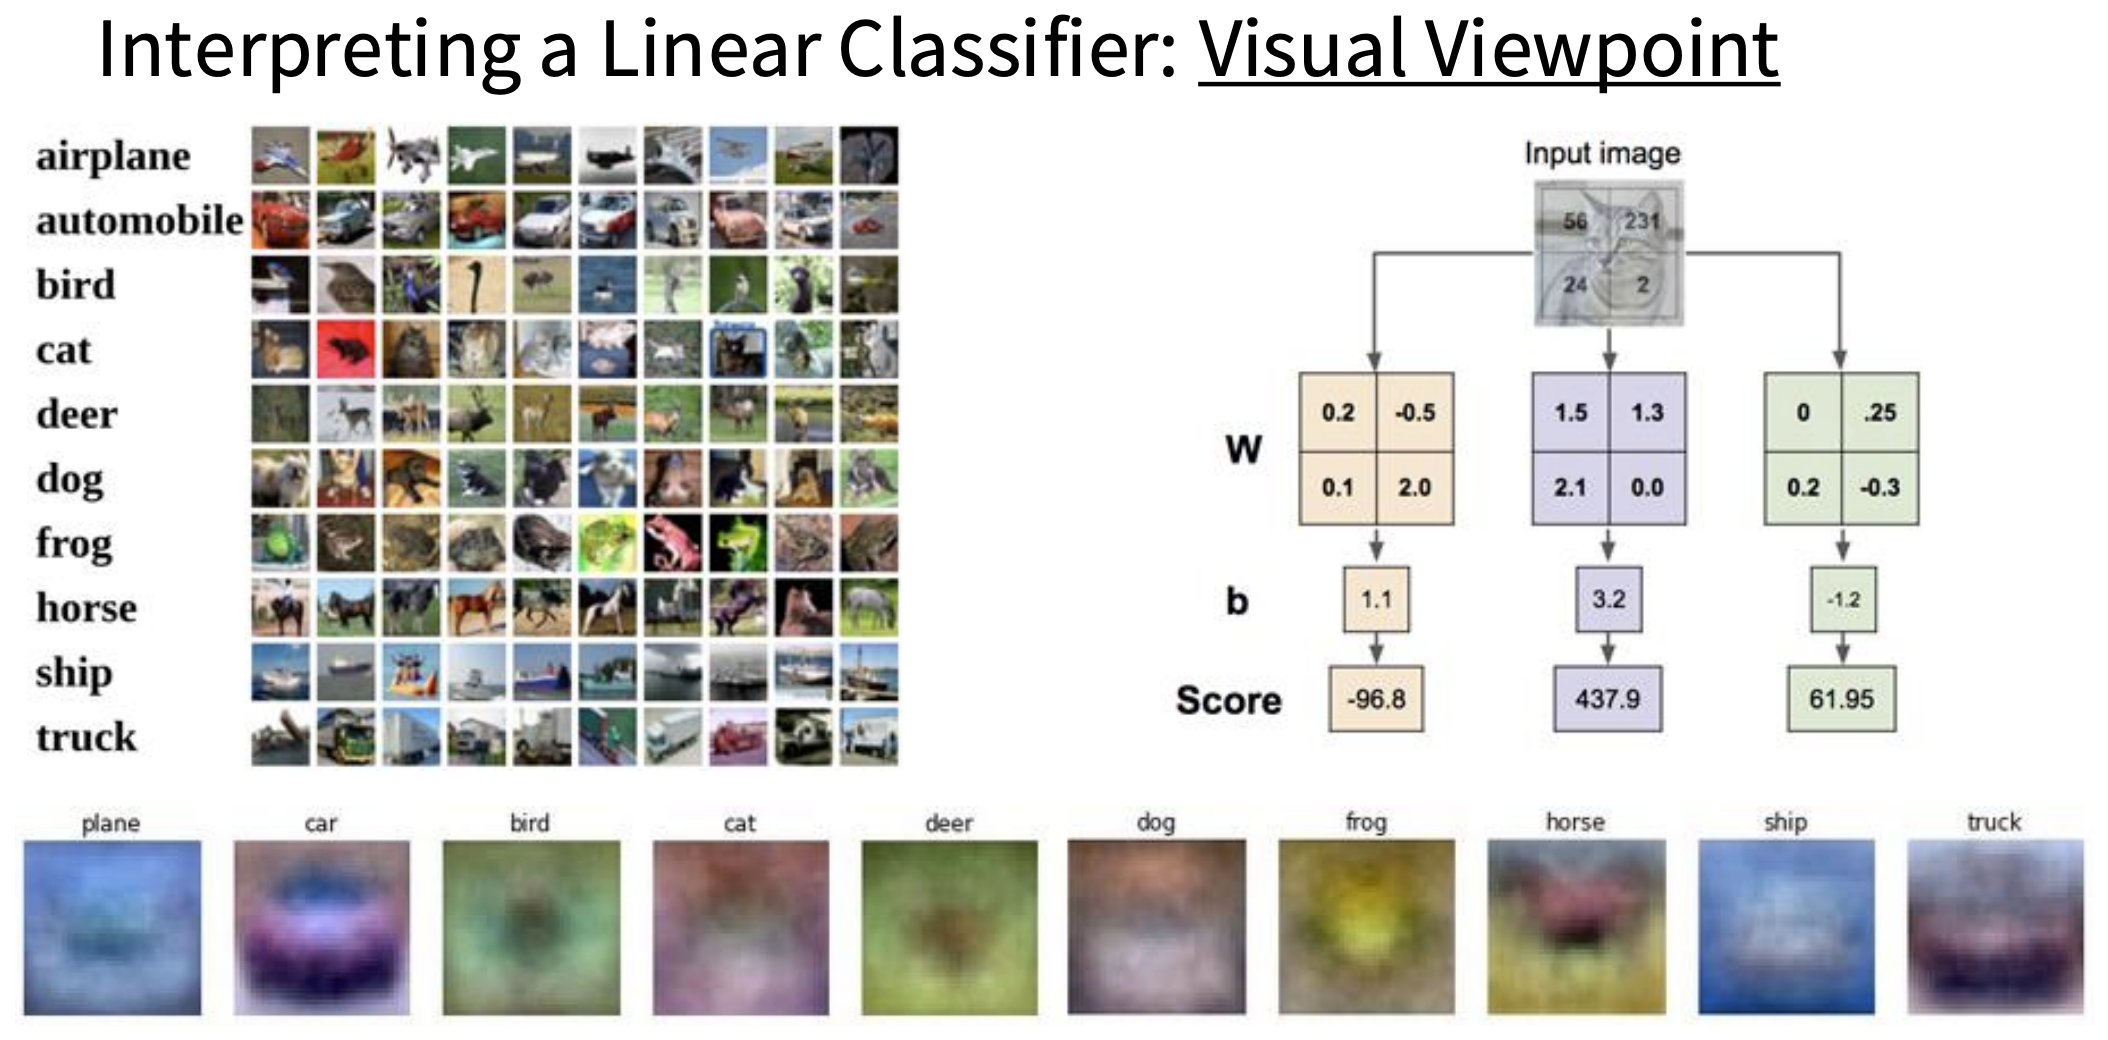 Interpreting a Linear Classifier: Visual Viewpoint
airplane
automobile
bird
cat
deer
dog
frog
horse
ship
truck
Input image
56 231
24 2
W
0.2 -0.5
0.1 2.0
1.5 1.3
2.1 0.0
0 .25
0.2 -0.3
b
1.1
3.2
-1.2
Score
-96.8
437.9
61.95
plane
car
bird
cat
deer
dog
frog
horse
ship
truck